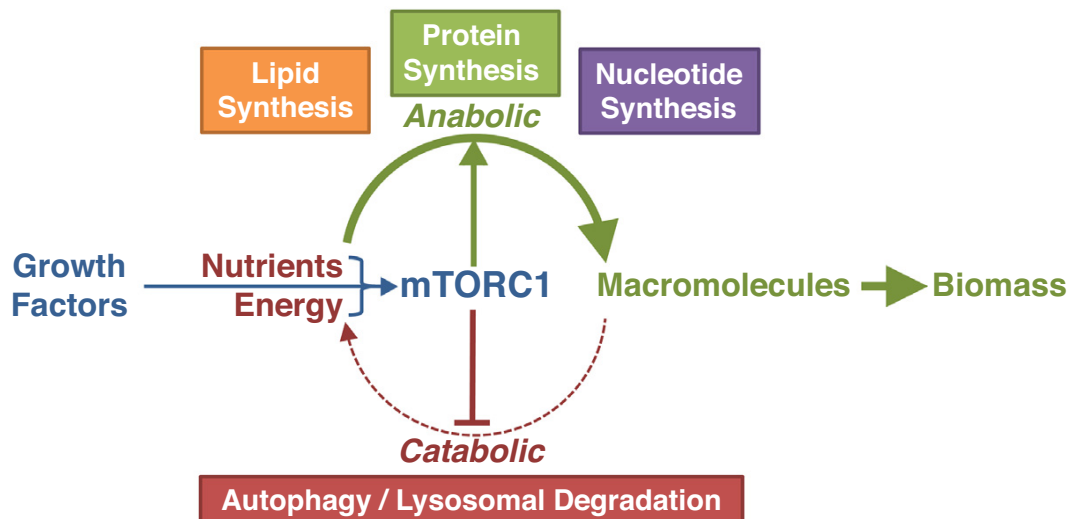 Lipid
Synthesis
Protein
Synthesis
Nucleotide
Synthesis
Anabolic
Growth
Factors
Nutrients
Energy
mTORC1
Macromolecules
Biomass
Catabolic
Autophagy / Lysosomal Degradation